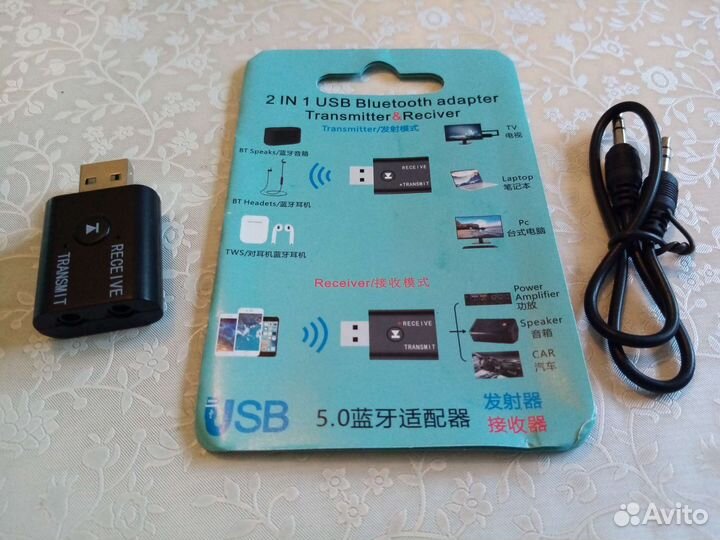 RECEIVE
TRANSMIT
2 IN 1 USB Bluetooth adapter
Transmitter&Reciver
Transmitter/发射模式
BT Speaks/蓝牙音箱
TV
电视
RECEIVE
TRANSMIT
Laptop
笔记本
BT Headets/蓝牙耳机
Pc
台式电脑
TWS/对耳机蓝牙耳机
Receiver/接收模式
Power
Amplifier
功放
RECEIVE
TRANSMIT
Speaker
音箱
CAR
汽车
USB
5.0蓝牙适配器
发射器
接收器
Avito